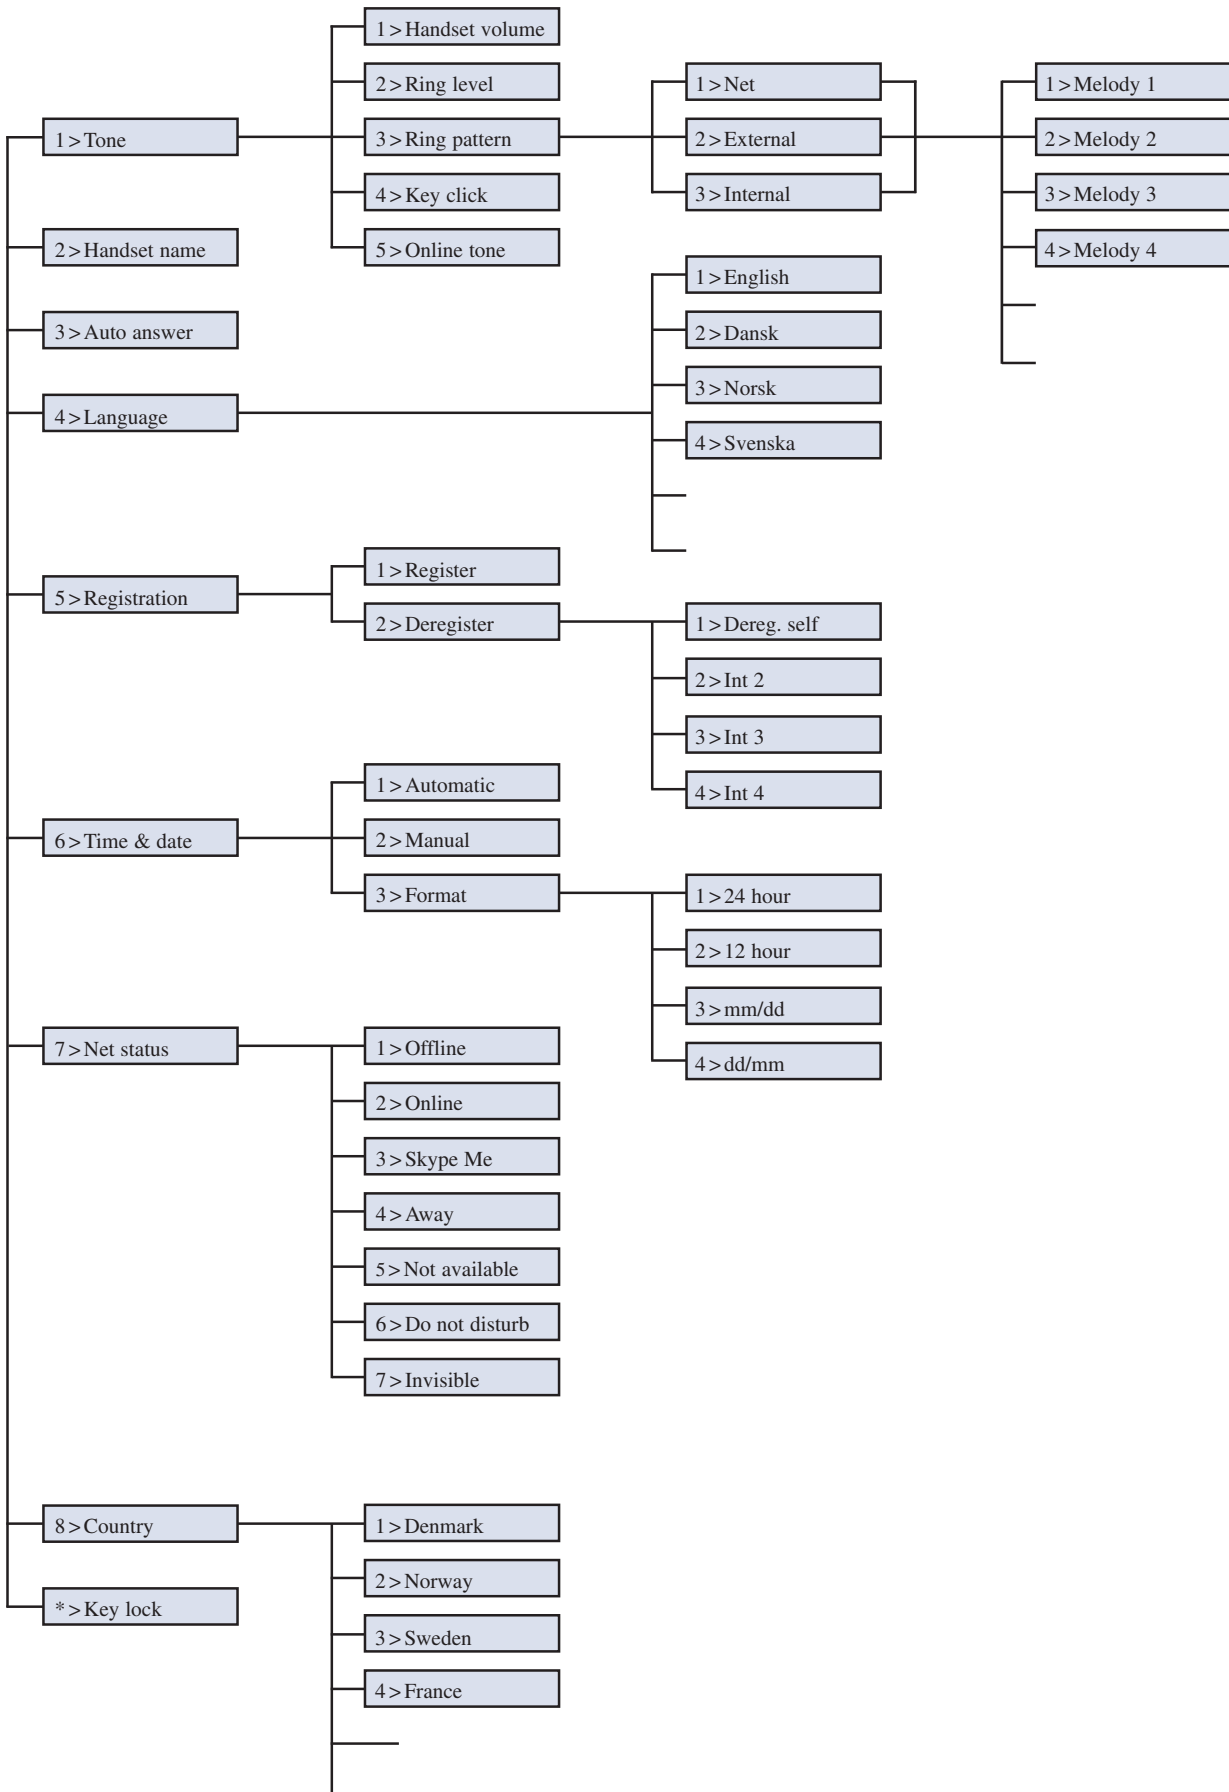 1>Tone
1>Handset volume
2>Ring level
3>Ring pattern
1>Net
2>External
3>Internal
1>Melody 1
2>Melody 2
3>Melody 3
4>Melody 4
4>Key click
5>Online tone
2>Handset name
3>Auto answer
4>Language
1>English
2>Dansk
3>Norsk
4>Svenska
5>Registration
1>Register
2>Deregister
1>Dereg. self
2>Int 2
3>Int 3
4>Int 4
6>Time & date
1>Automatic
2>Manual
3>Format
1>24 hour
2>12 hour
3>mm/dd
4>dd/mm
7>Net status
1>Offline
2>Online
3>Skype Me
4>Away
5>Not available
6>Do not disturb
7>Invisible
8>Country
1>Denmark
2>Norway
3>Sweden
4>France
*>Key lock